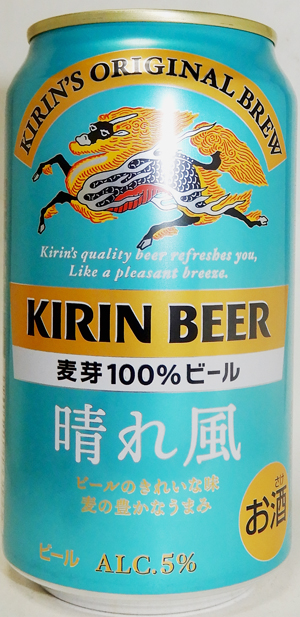 KIRIN'S ORIGINAL BREW
Kirin's quality beer refreshes you,
Like a pleasant breeze.
KIRIN BEER
麦芽100%ビール
晴れ風
ビールのきれいな味
麦の豊かなうまみ
さけ
お酒
ビール ALC.5%